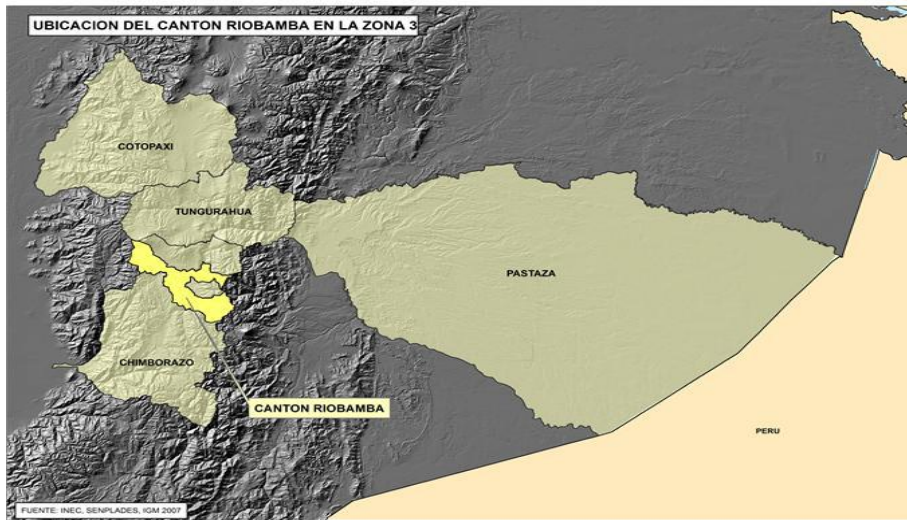 UBICACION DEL CANTON RIOBAMBA EN LA ZONA 3
COTOPAXI
TUNGURAHUA
PASTAZA
CHIMBORAZO
CANTON RIOBAMBA
PERU
FUENTE: INEC, SENPLADES, IGM 2007